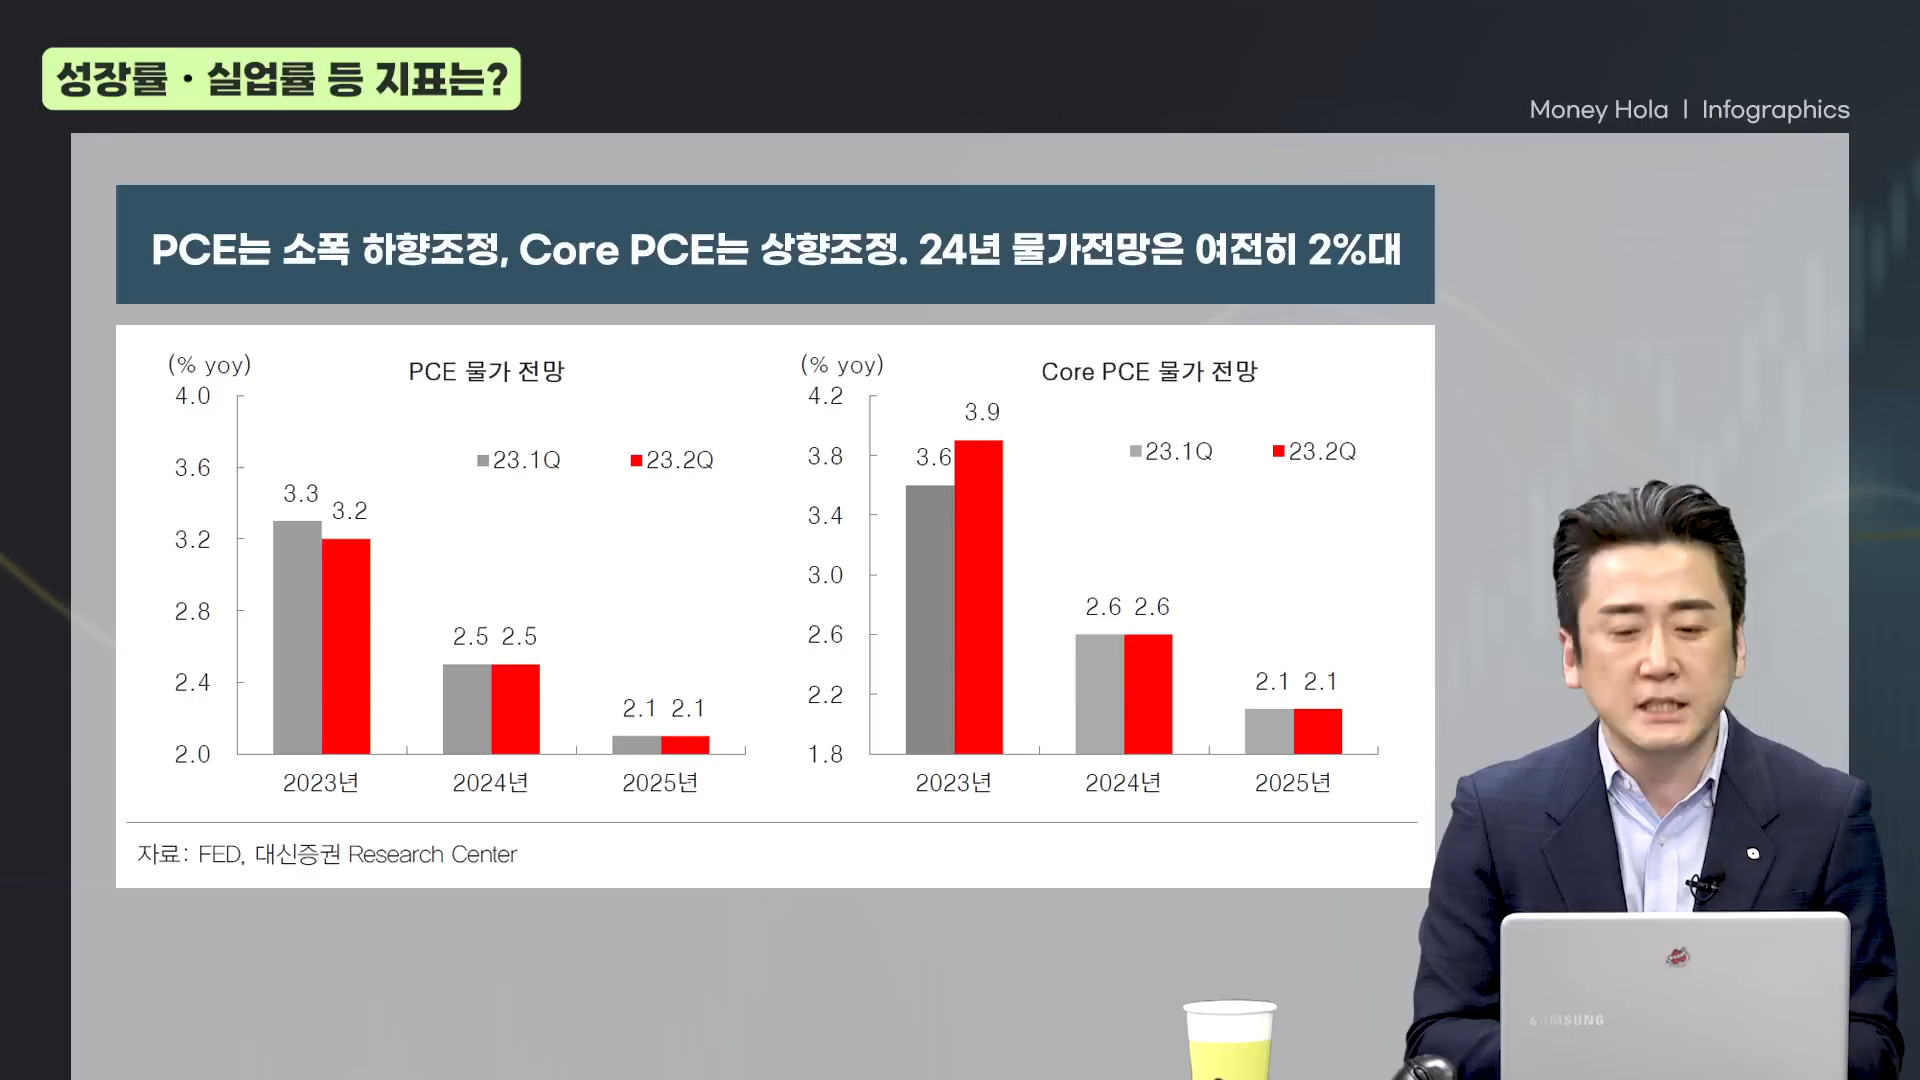 성장률 · 실업률 등 지표는?
Money Hola | Infographics
PCE는 소폭 하향조정, Core PCE는 상향조정. 24년 물가전망은 여전히 2%대
(% yoy)
PCE 물가 전망
4.0
3.6
3.2
2.8
2.4
2.0
23.1Q
23.2Q
3.3
3.2
2.5
2.5
2.1
2.1
2023년
2024년
2025년
(% yoy)
Core PCE 물가 전망
4.2
3.8
3.4
3.0
2.6
2.2
1.8
23.1Q
23.2Q
3.6
3.9
2.6
2.6
2.1
2.1
2023년
2024년
2025년
자료: FED, 대신증권 Research Center
SAMSUNG